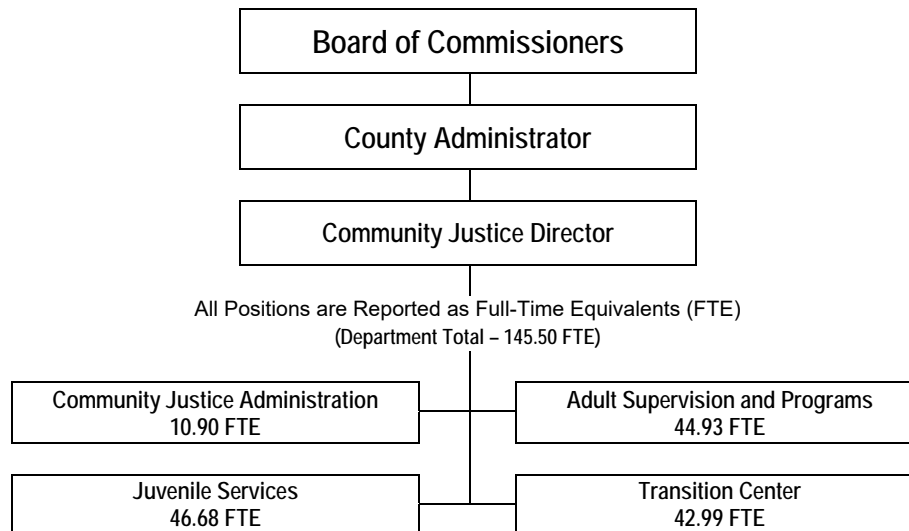 Board of Commissioners
County Administrator
Community Justice Director
All Positions are Reported as Full-Time Equivalents (FTE)
(Department Total – 145.50 FTE)
Community Justice Administration
10.90 FTE
Adult Supervision and Programs
44.93 FTE
Juvenile Services
46.68 FTE
Transition Center
42.99 FTE